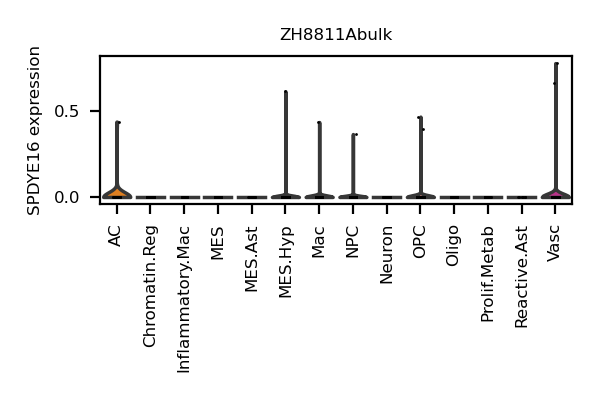 ZH8811Abulk
SPDYE16 expression
0.5
0.0
AC
Chromatin.Reg
Inflammatory.Mac
MES
MES.Ast
MES.Hyp
Mac
NPC
Neuron
OPC
Oligo
Prolif.Metab
Reactive.Ast
Vasc